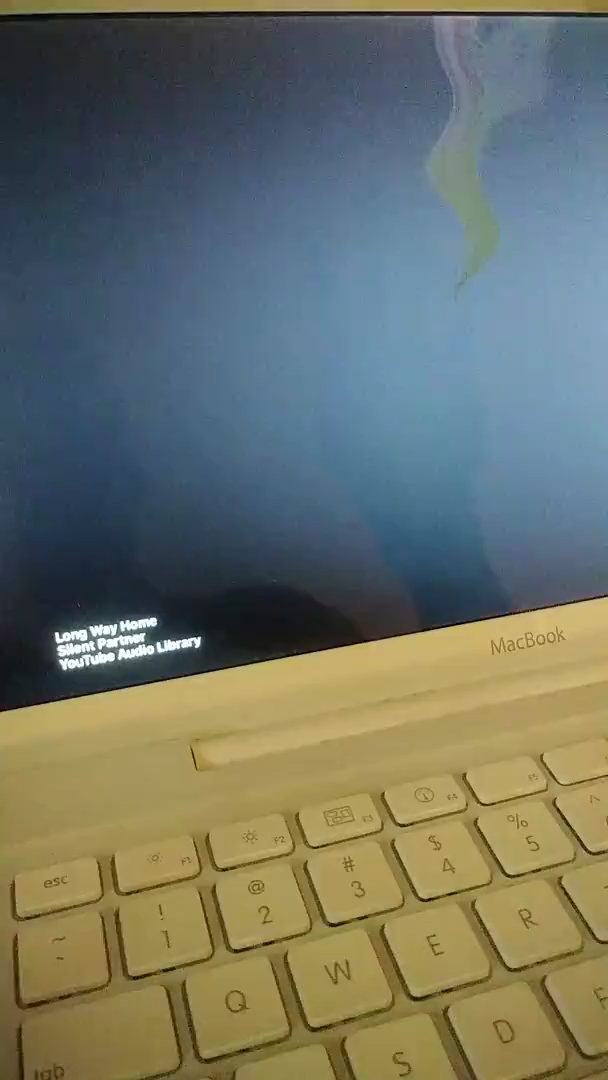 Long Way Home
Silent Partner
YouTube Audio Library
MacBook
esc F1 F2 F3 F4 F5
~ ! @ # $ % ^
` 1 2 3 4 5
Q W E R
tab S D F